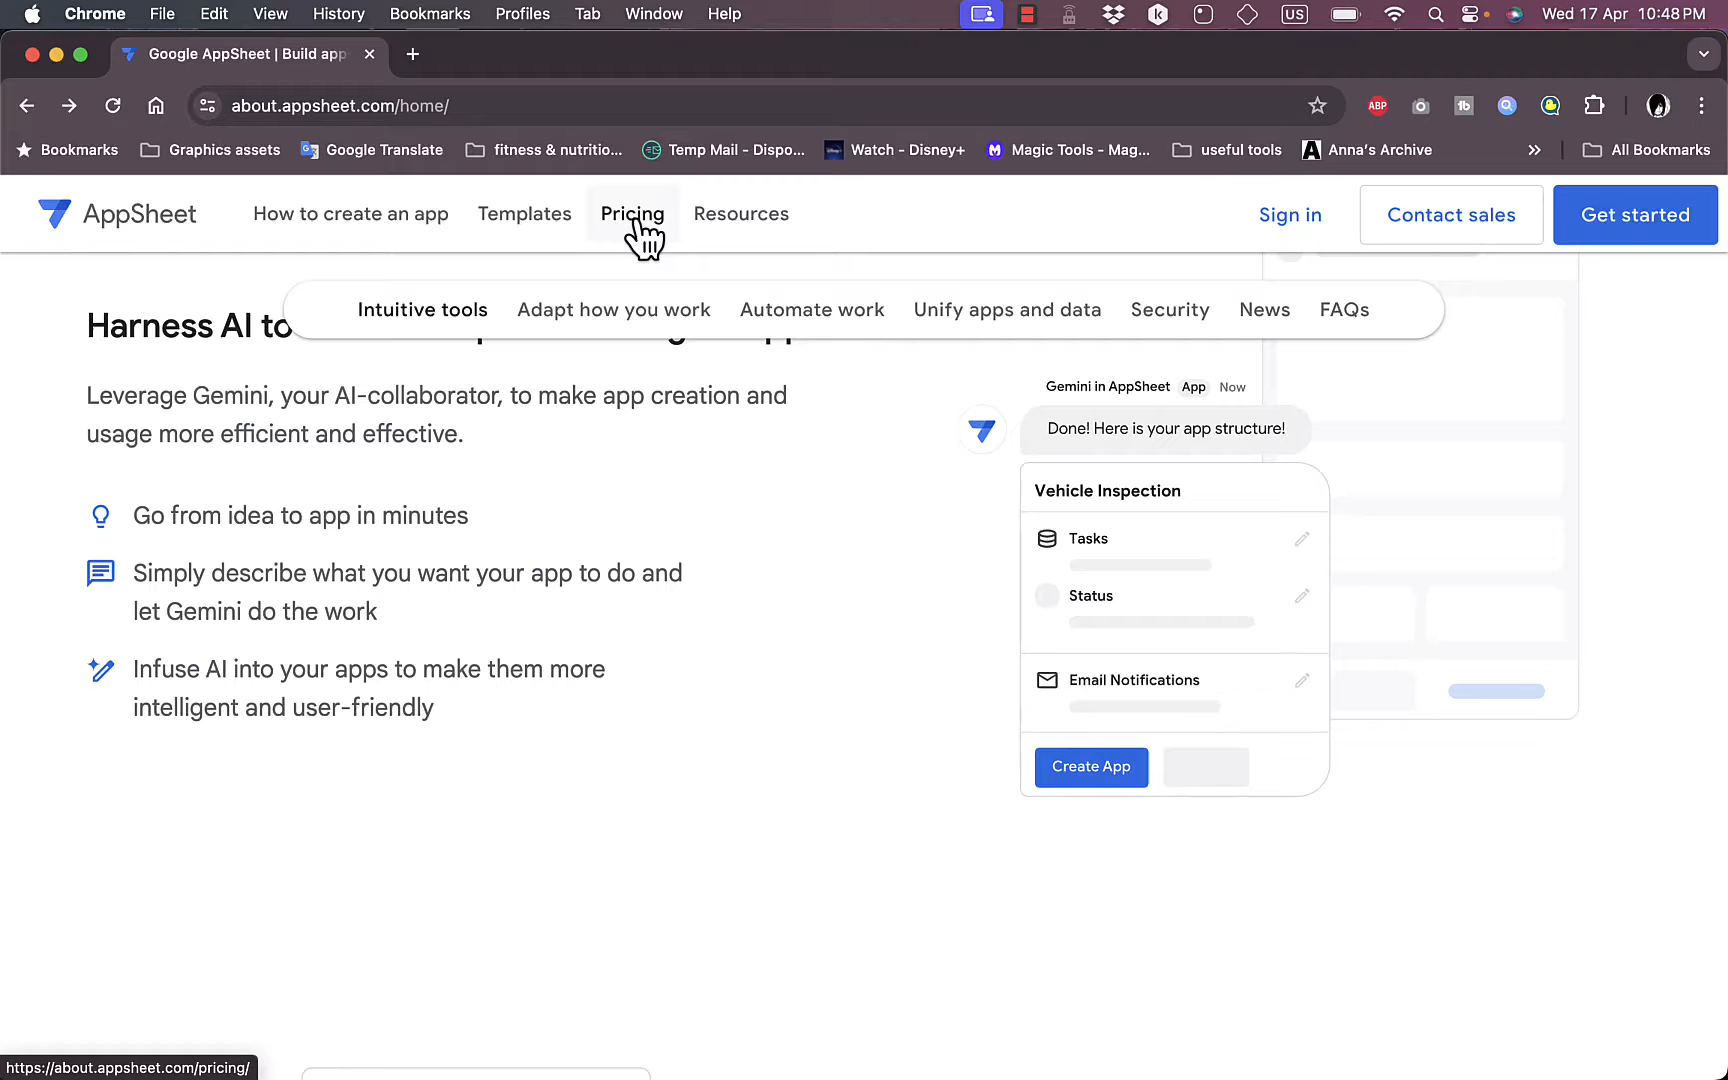 Chrome File Edit View History Bookmarks Profiles Tab Window Help US Wed 17 Apr 10:48 PM
Google AppSheet | Build app
about.appsheet.com/home/
ABP
Bookmarks Graphics assets Google Translate fitness & nutritio... Temp Mail - Dispo... Watch - Disney+ Magic Tools - Mag... useful tools Anna's Archive All Bookmarks
AppSheet How to create an app Templates Pricing Resources Sign in Contact sales Get started
Intuitive tools Adapt how you work Automate work Unify apps and data Security News FAQs
Harness AI to
Leverage Gemini, your AI-collaborator, to make app creation and
usage more efficient and effective.
Go from idea to app in minutes
Simply describe what you want your app to do and
let Gemini do the work
Infuse AI into your apps to make them more
intelligent and user-friendly
Gemini in AppSheet App Now
Done! Here is your app structure!
Vehicle Inspection
Tasks
Status
Email Notifications
Create App
https://about.appsheet.com/pricing/